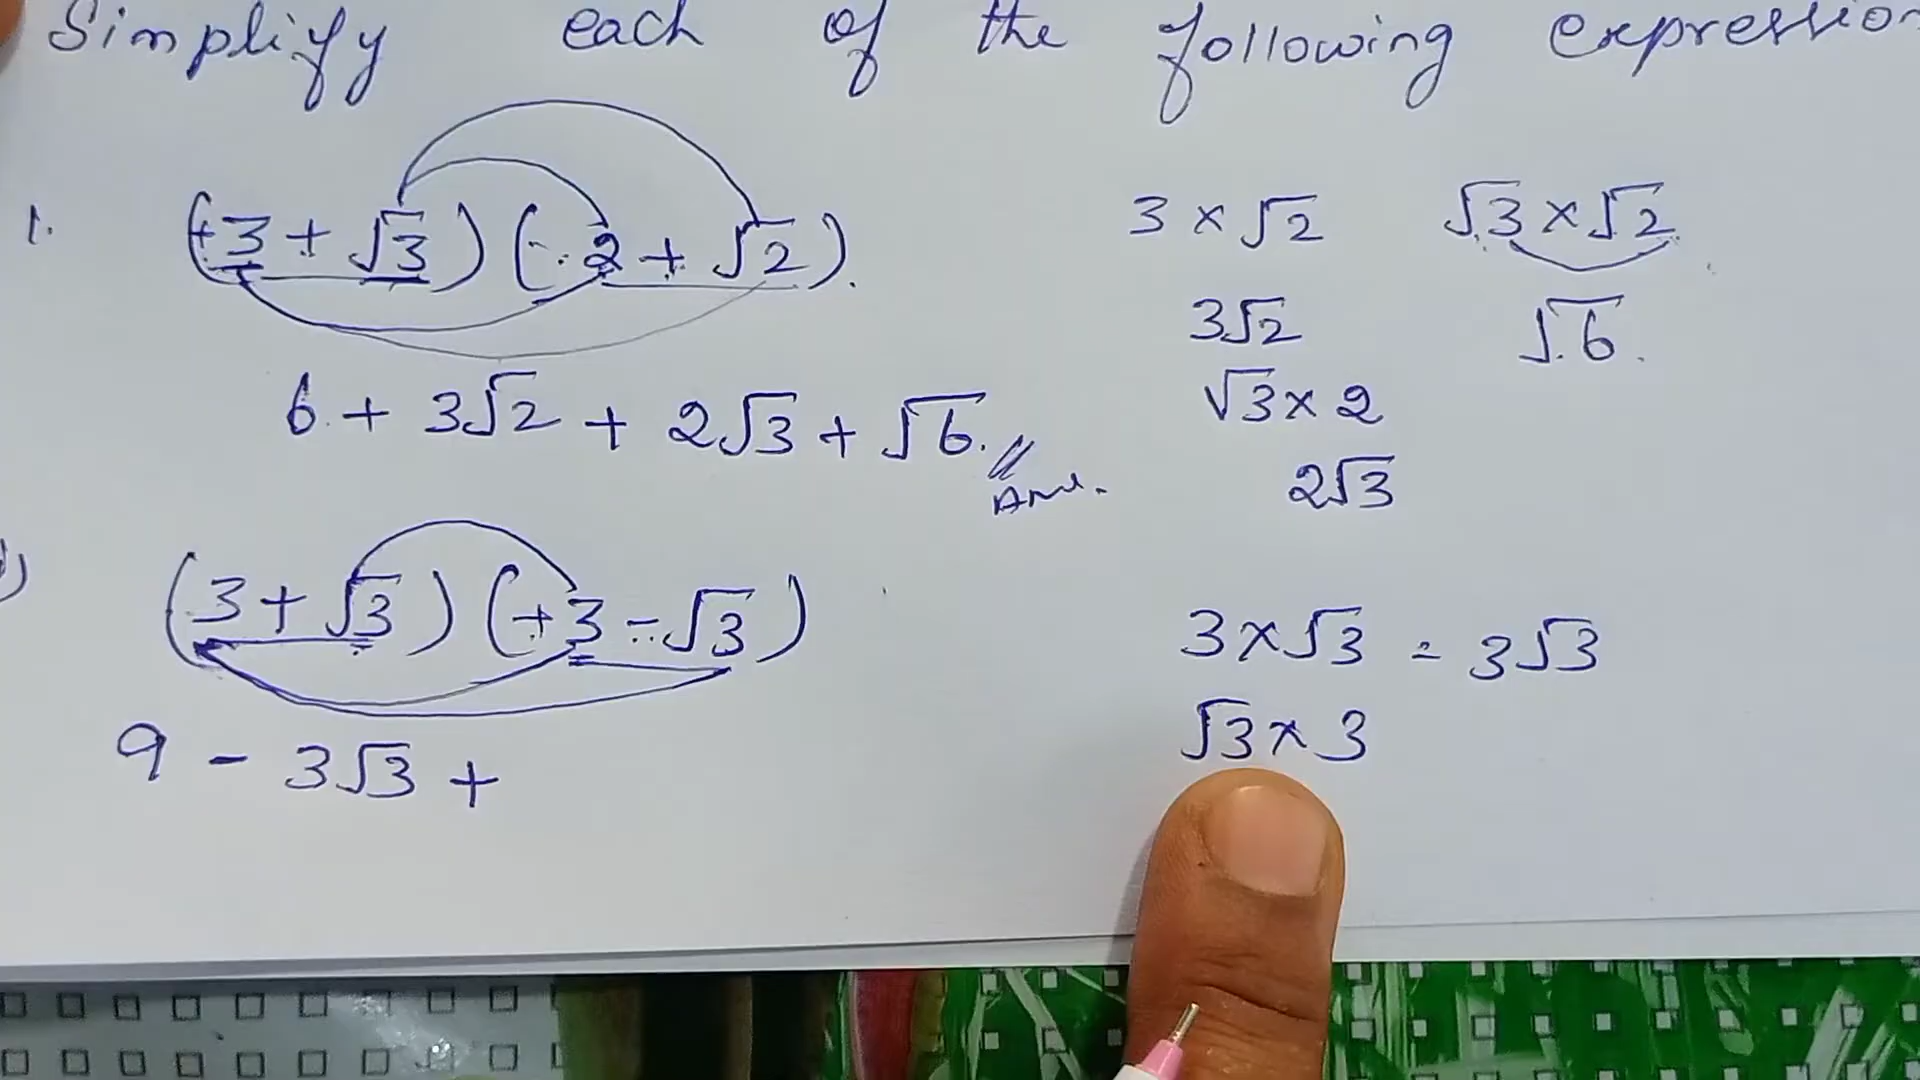 Simplify each of the following expression
1. (+3 + √3) (· 2 + √2).
6 + 3√2 + 2√3 + √6. // Ans.
3 × √2
3√2
√3 × 2
2√3
√3 × √2
√6.
) (3 + √3) (+3 - √3)
9 - 3√3 +
3 × √3 = 3√3
√3 × 3